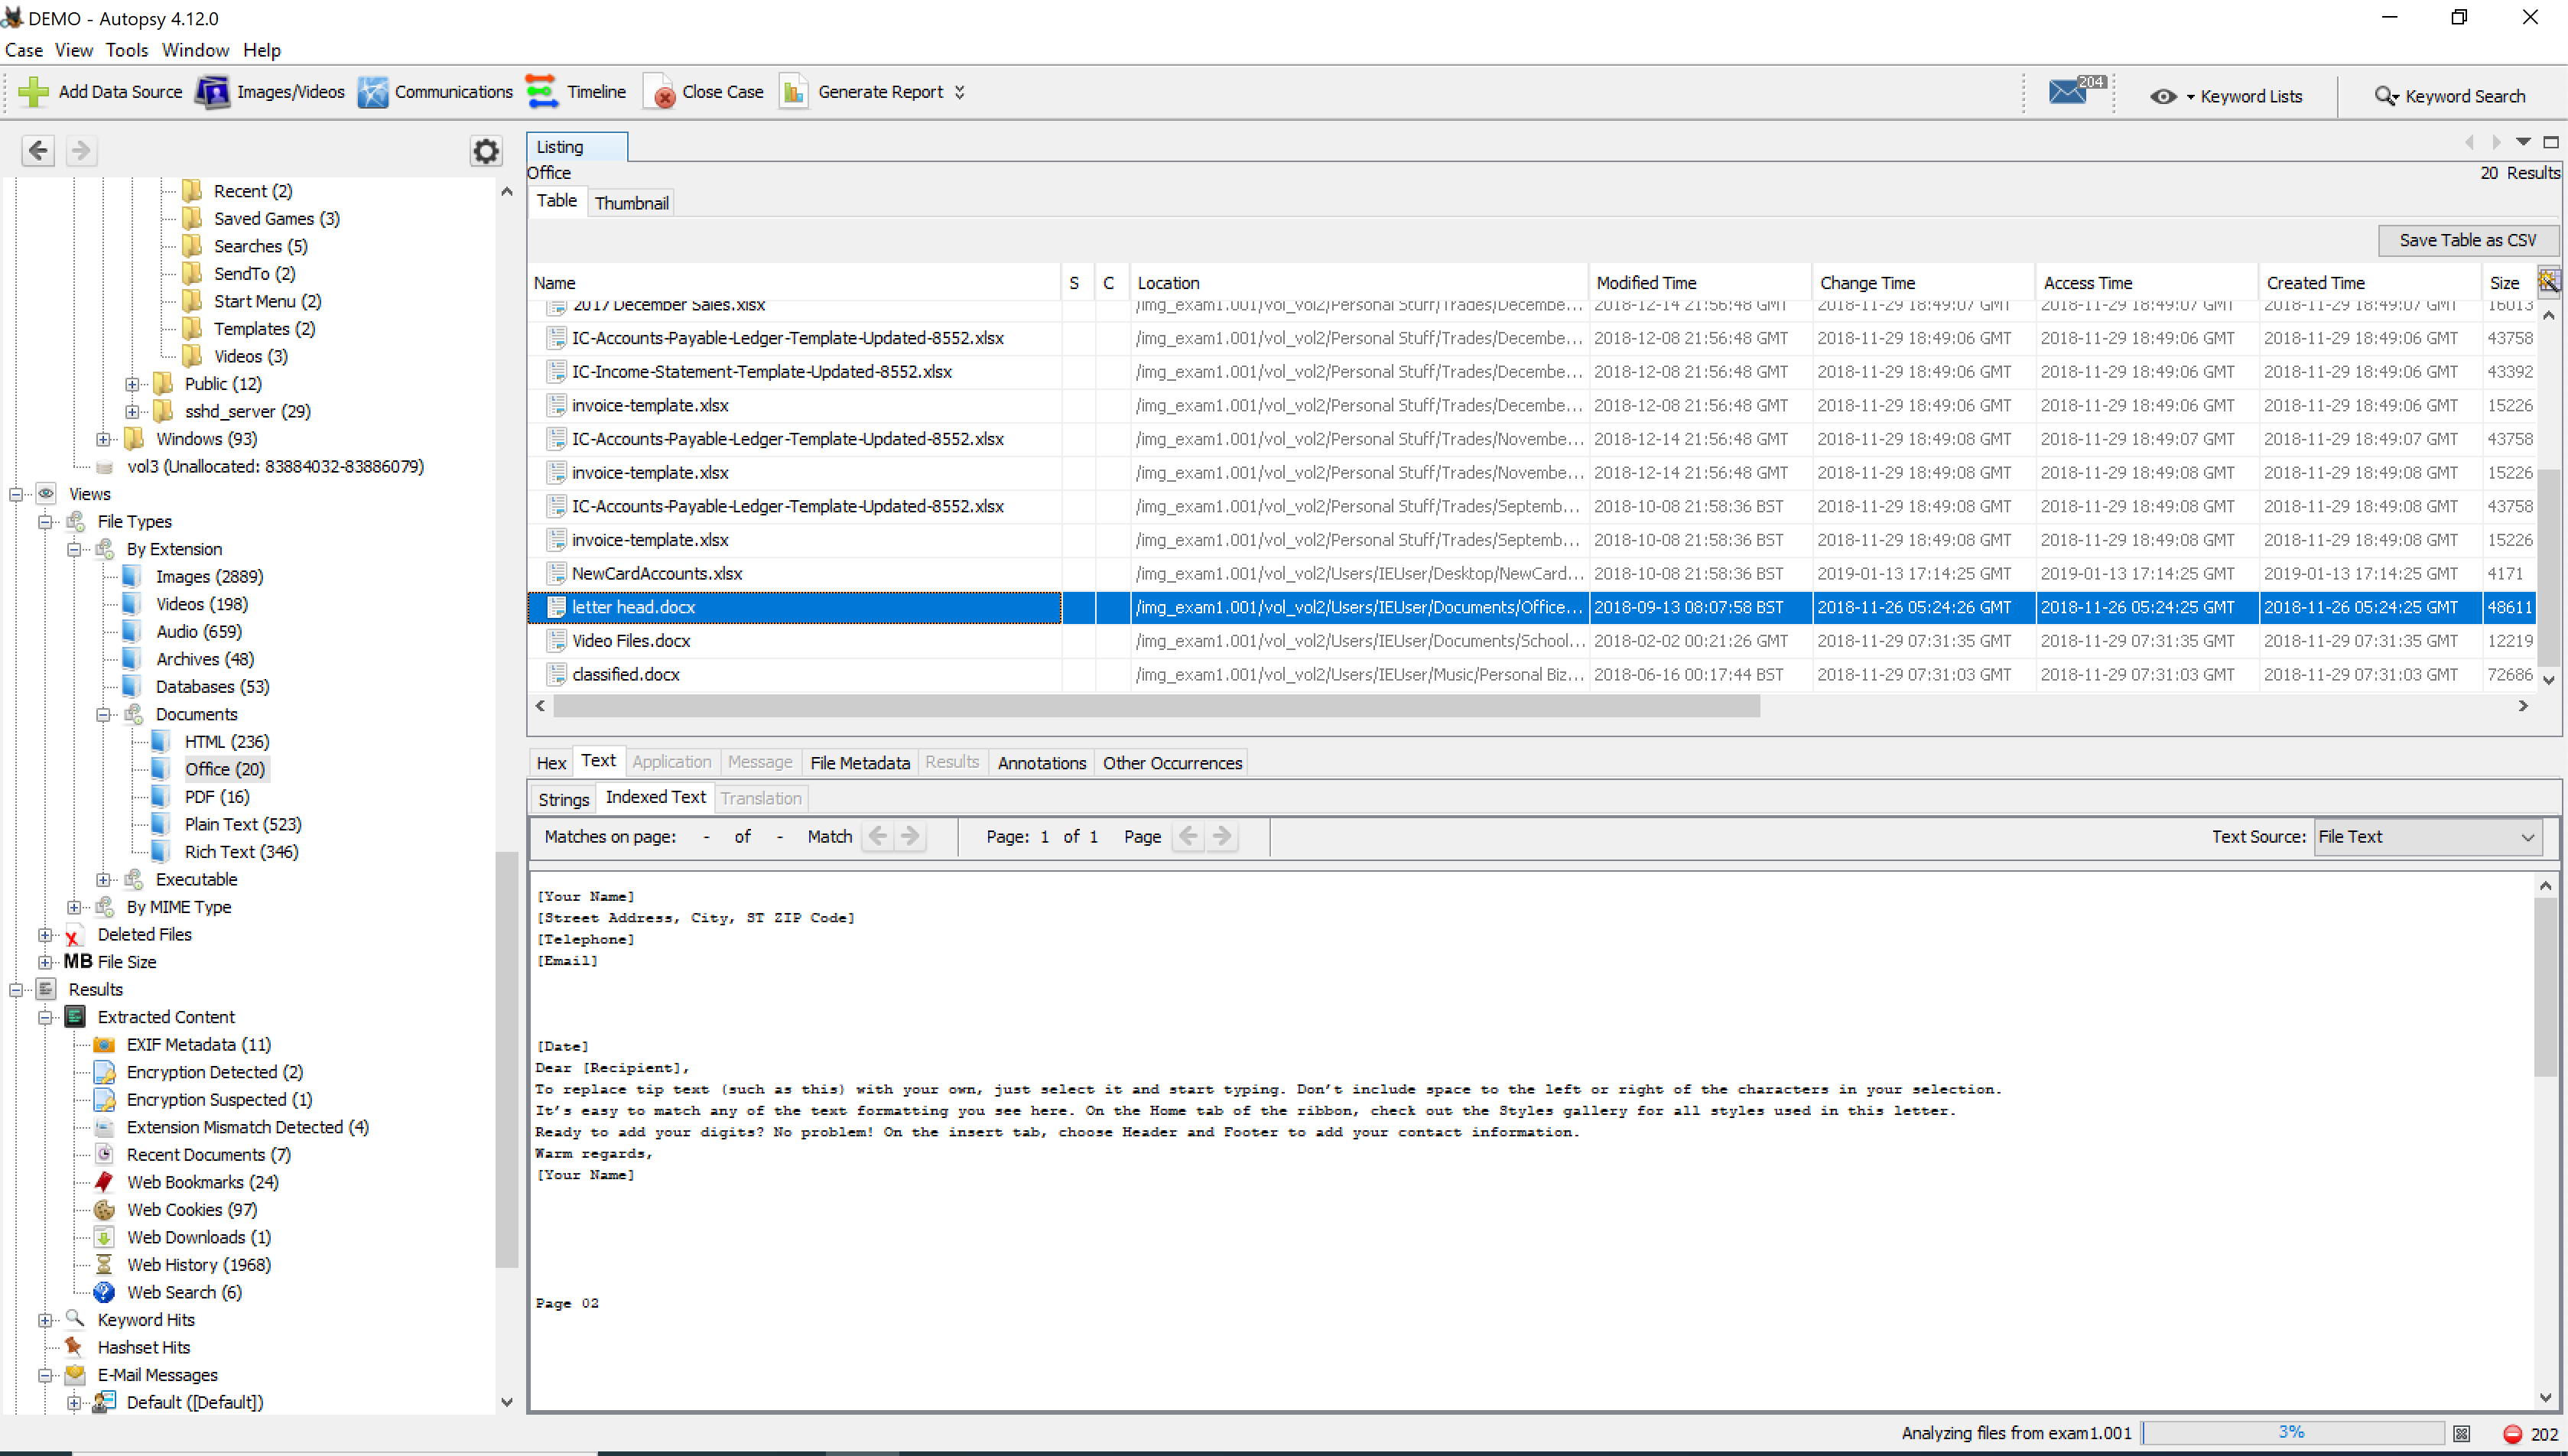 DEMO - Autopsy 4.12.0
Case View Tools Window Help
Add Data Source Images/Videos Communications Timeline Close Case Generate Report 204 Keyword Lists Keyword Search
Recent (2)
Saved Games (3)
Searches (5)
SendTo (2)
Start Menu (2)
Templates (2)
Videos (3)
Public (12)
sshd_server (29)
Windows (93)
vol3 (Unallocated: 83884032-83886079)
Views
File Types
By Extension
Images (2889)
Videos (198)
Audio (659)
Archives (48)
Databases (53)
Documents
HTML (236)
Office (20)
PDF (16)
Plain Text (523)
Rich Text (346)
Executable
By MIME Type
Deleted Files
MB File Size
Results
Extracted Content
EXIF Metadata (11)
Encryption Detected (2)
Encryption Suspected (1)
Extension Mismatch Detected (4)
Recent Documents (7)
Web Bookmarks (24)
Web Cookies (97)
Web Downloads (1)
Web History (1968)
Web Search (6)
Keyword Hits
Hashset Hits
E-Mail Messages
Default ([Default])
Listing
Office 20 Results
Table Thumbnail
Save Table as CSV
Name S C Location Modified Time Change Time Access Time Created Time Size
2017 December Sales.xlsx /img_exam1.001/vol_vol2/Personal Stuff/Trades/Decembe... 2018-12-14 21:56:48 GMT 2018-11-29 18:49:07 GMT 2018-11-29 18:49:07 GMT 2018-11-29 18:49:07 GMT 16013
IC-Accounts-Payable-Ledger-Template-Updated-8552.xlsx /img_exam1.001/vol_vol2/Personal Stuff/Trades/Decembe... 2018-12-08 21:56:48 GMT 2018-11-29 18:49:06 GMT 2018-11-29 18:49:06 GMT 2018-11-29 18:49:06 GMT 43758
IC-Income-Statement-Template-Updated-8552.xlsx /img_exam1.001/vol_vol2/Personal Stuff/Trades/Decembe... 2018-12-08 21:56:48 GMT 2018-11-29 18:49:06 GMT 2018-11-29 18:49:06 GMT 2018-11-29 18:49:06 GMT 43392
invoice-template.xlsx /img_exam1.001/vol_vol2/Personal Stuff/Trades/Decembe... 2018-12-08 21:56:48 GMT 2018-11-29 18:49:06 GMT 2018-11-29 18:49:06 GMT 2018-11-29 18:49:06 GMT 15226
IC-Accounts-Payable-Ledger-Template-Updated-8552.xlsx /img_exam1.001/vol_vol2/Personal Stuff/Trades/Novembe... 2018-12-14 21:56:48 GMT 2018-11-29 18:49:08 GMT 2018-11-29 18:49:07 GMT 2018-11-29 18:49:07 GMT 43758
invoice-template.xlsx /img_exam1.001/vol_vol2/Personal Stuff/Trades/Novembe... 2018-12-14 21:56:48 GMT 2018-11-29 18:49:08 GMT 2018-11-29 18:49:08 GMT 2018-11-29 18:49:08 GMT 15226
IC-Accounts-Payable-Ledger-Template-Updated-8552.xlsx /img_exam1.001/vol_vol2/Personal Stuff/Trades/Septemb... 2018-10-08 21:58:36 BST 2018-11-29 18:49:08 GMT 2018-11-29 18:49:08 GMT 2018-11-29 18:49:08 GMT 43758
invoice-template.xlsx /img_exam1.001/vol_vol2/Personal Stuff/Trades/Septemb... 2018-10-08 21:58:36 BST 2018-11-29 18:49:08 GMT 2018-11-29 18:49:08 GMT 2018-11-29 18:49:08 GMT 15226
NewCardAccounts.xlsx /img_exam1.001/vol_vol2/Users/IEUser/Desktop/NewCard... 2018-10-08 21:58:36 BST 2019-01-13 17:14:25 GMT 2019-01-13 17:14:25 GMT 2019-01-13 17:14:25 GMT 4171
letter head.docx /img_exam1.001/vol_vol2/Users/IEUser/Documents/Office... 2018-09-13 08:07:58 BST 2018-11-26 05:24:26 GMT 2018-11-26 05:24:25 GMT 2018-11-26 05:24:25 GMT 48611
Video Files.docx /img_exam1.001/vol_vol2/Users/IEUser/Documents/School... 2018-02-02 00:21:26 GMT 2018-11-29 07:31:35 GMT 2018-11-29 07:31:35 GMT 2018-11-29 07:31:35 GMT 12219
classified.docx /img_exam1.001/vol_vol2/Users/IEUser/Music/Personal Biz... 2018-06-16 00:17:44 BST 2018-11-29 07:31:03 GMT 2018-11-29 07:31:03 GMT 2018-11-29 07:31:03 GMT 72686
Hex Text Application Message File Metadata Results Annotations Other Occurrences
Strings Indexed Text Translation
Matches on page: - of - Match Page: 1 of 1 Page Text Source: File Text
[Your Name]
[Street Address, City, ST ZIP Code]
[Telephone]
[Email]
[Date]
Dear [Recipient],
To replace tip text (such as this) with your own, just select it and start typing. Don’t include space to the left or right of the characters in your selection.
It’s easy to match any of the text formatting you see here. On the Home tab of the ribbon, check out the Styles gallery for all styles used in this letter.
Ready to add your digits? No problem! On the insert tab, choose Header and Footer to add your contact information.
Warm regards,
[Your Name]
Page 02
Analyzing files from exam1.001 3% 202